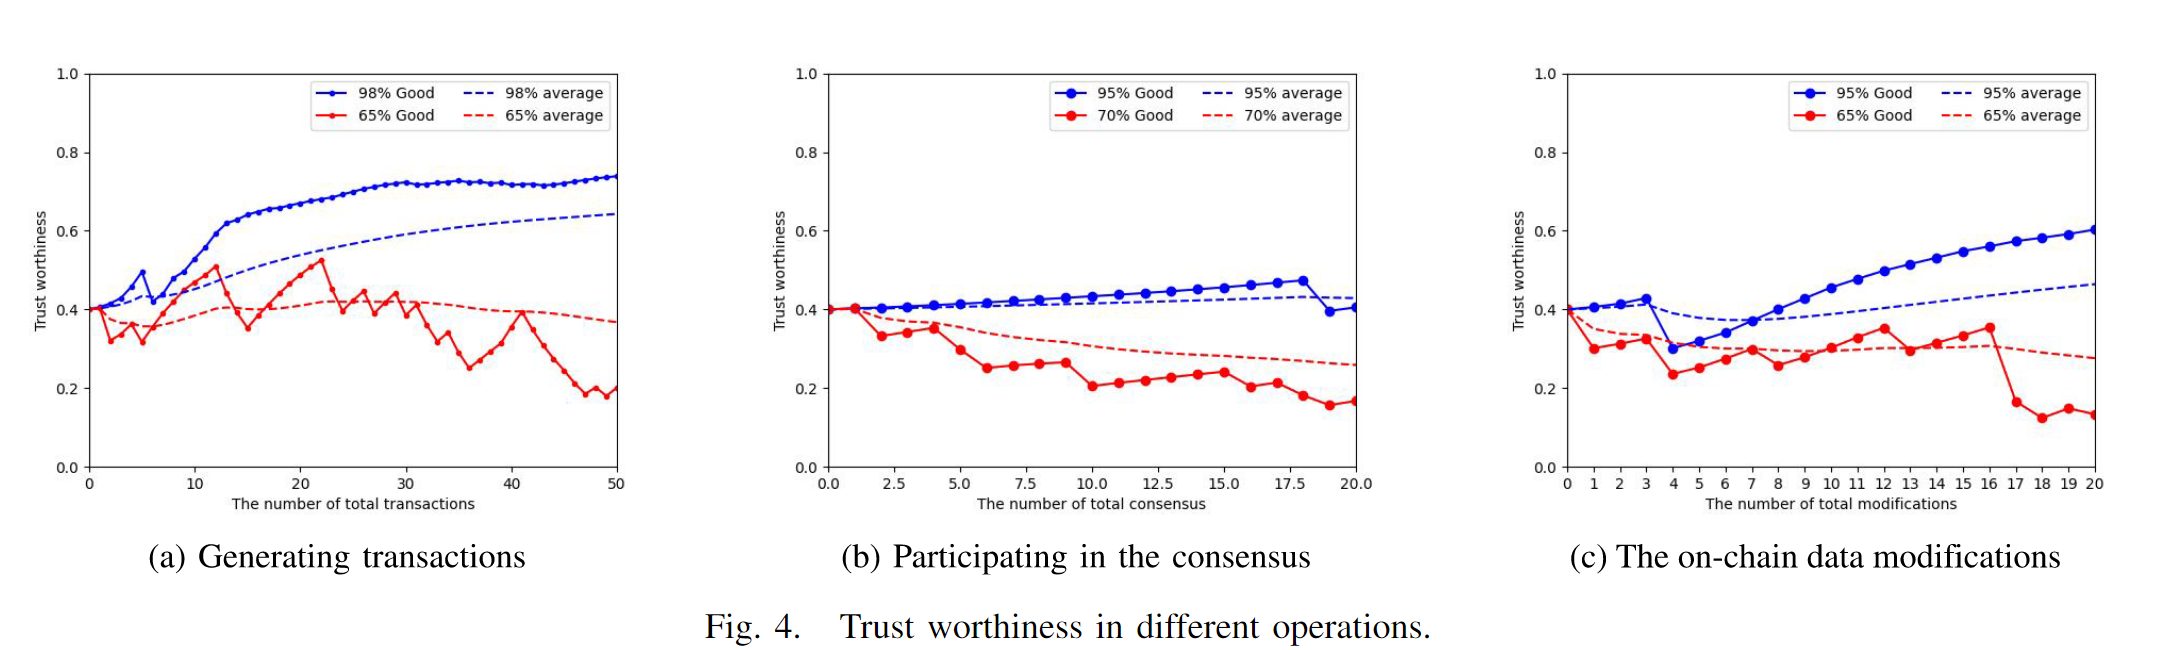 1.0
0.8
0.6
0.4
0.2
0.0
Trust worthiness
98% Good
98% average
65% Good
65% average
0 10 20 30 40 50
The number of total transactions
(a) Generating transactions
1.0
0.8
0.6
0.4
0.2
0.0
Trust worthiness
95% Good
95% average
70% Good
70% average
0.0 2.5 5.0 7.5 10.0 12.5 15.0 17.5 20.0
The number of total consensus
(b) Participating in the consensus
1.0
0.8
0.6
0.4
0.2
0.0
Trust worthiness
95% Good
95% average
65% Good
65% average
0 1 2 3 4 5 6 7 8 9 10 11 12 13 14 15 16 17 18 19 20
The number of total modifications
(c) The on-chain data modifications
Fig. 4. Trust worthiness in different operations.